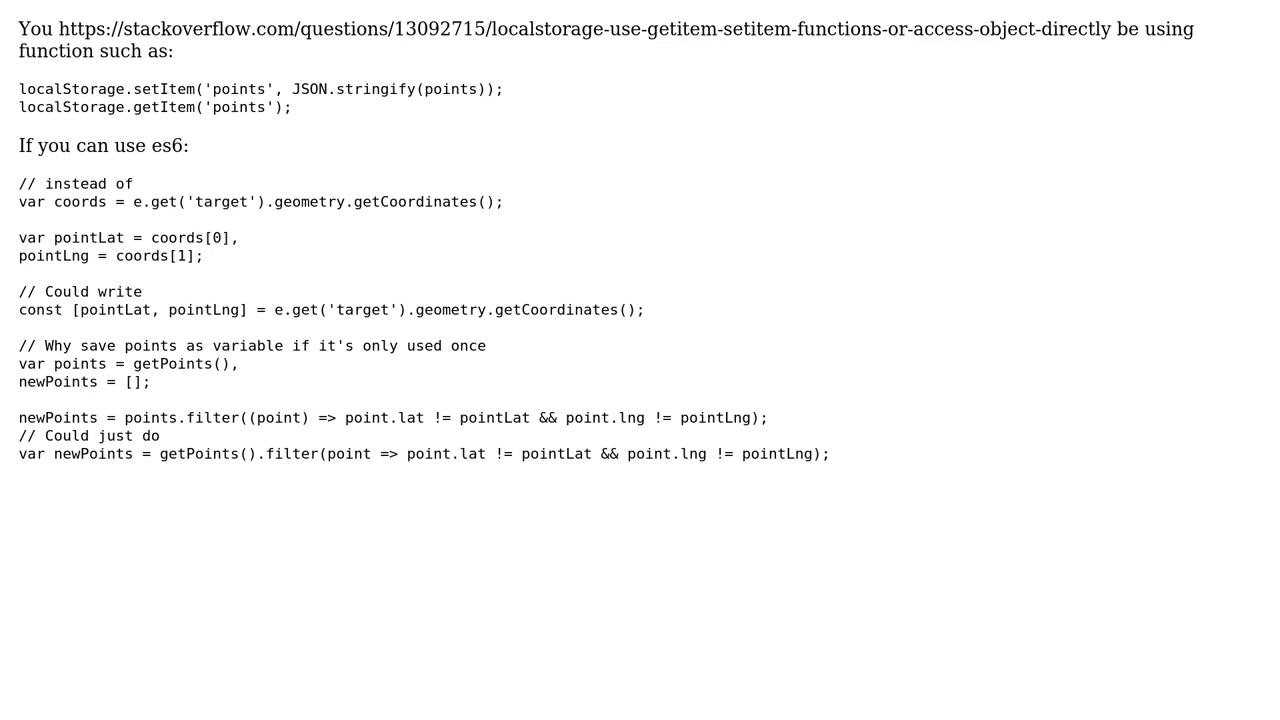 You https://stackoverflow.com/questions/13092715/localstorage-use-getitem-setitem-functions-or-access-object-directly be using
function such as:
localStorage.setItem('points', JSON.stringify(points));
localStorage.getItem('points');
If you can use es6:
// instead of
var coords = e.get('target').geometry.getCoordinates();
var pointLat = coords[0],
pointLng = coords[1];
// Could write
const [pointLat, pointLng] = e.get('target').geometry.getCoordinates();
// Why save points as variable if it's only used once
var points = getPoints(),
newPoints = [];
newPoints = points.filter((point) => point.lat != pointLat && point.lng != pointLng);
// Could just do
var newPoints = getPoints().filter(point => point.lat != pointLat && point.lng != pointLng);